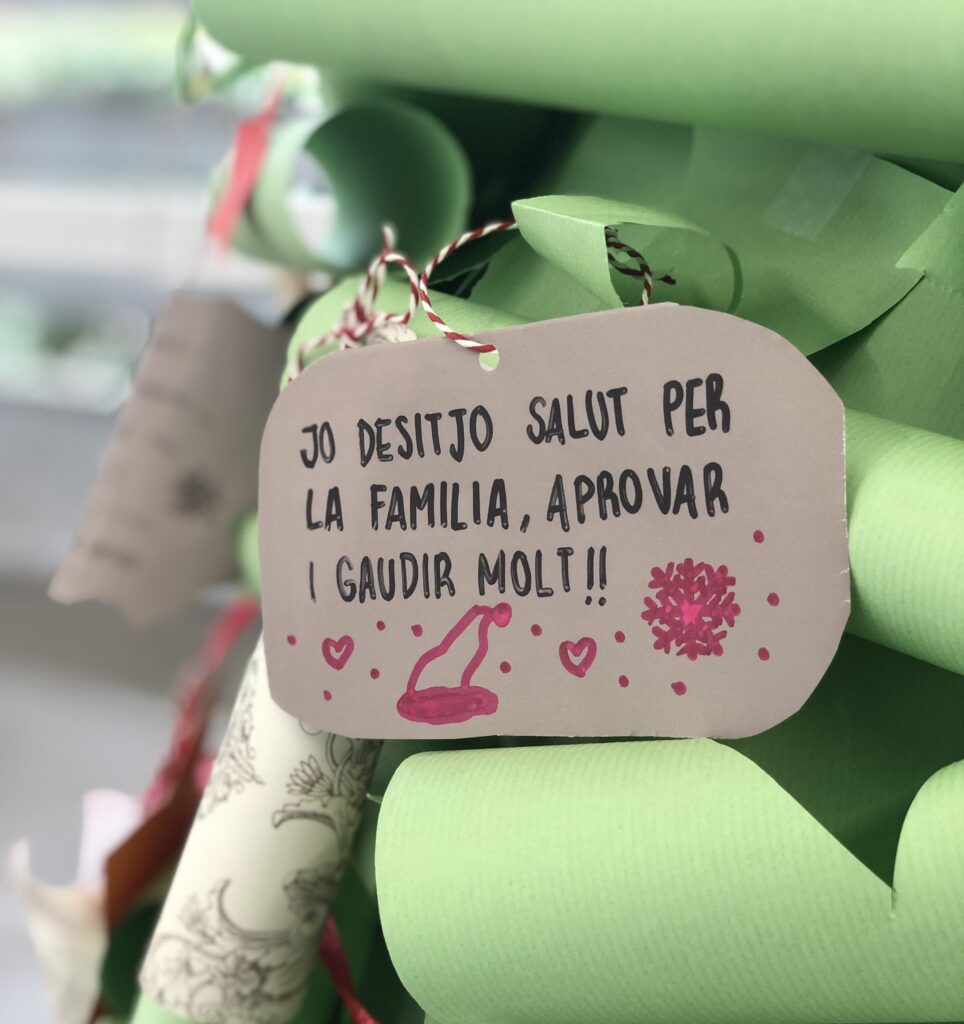 JO DESITJO SALUT PER
LA FAMILIA, APROVAR
I GAUDIR MOLT!!